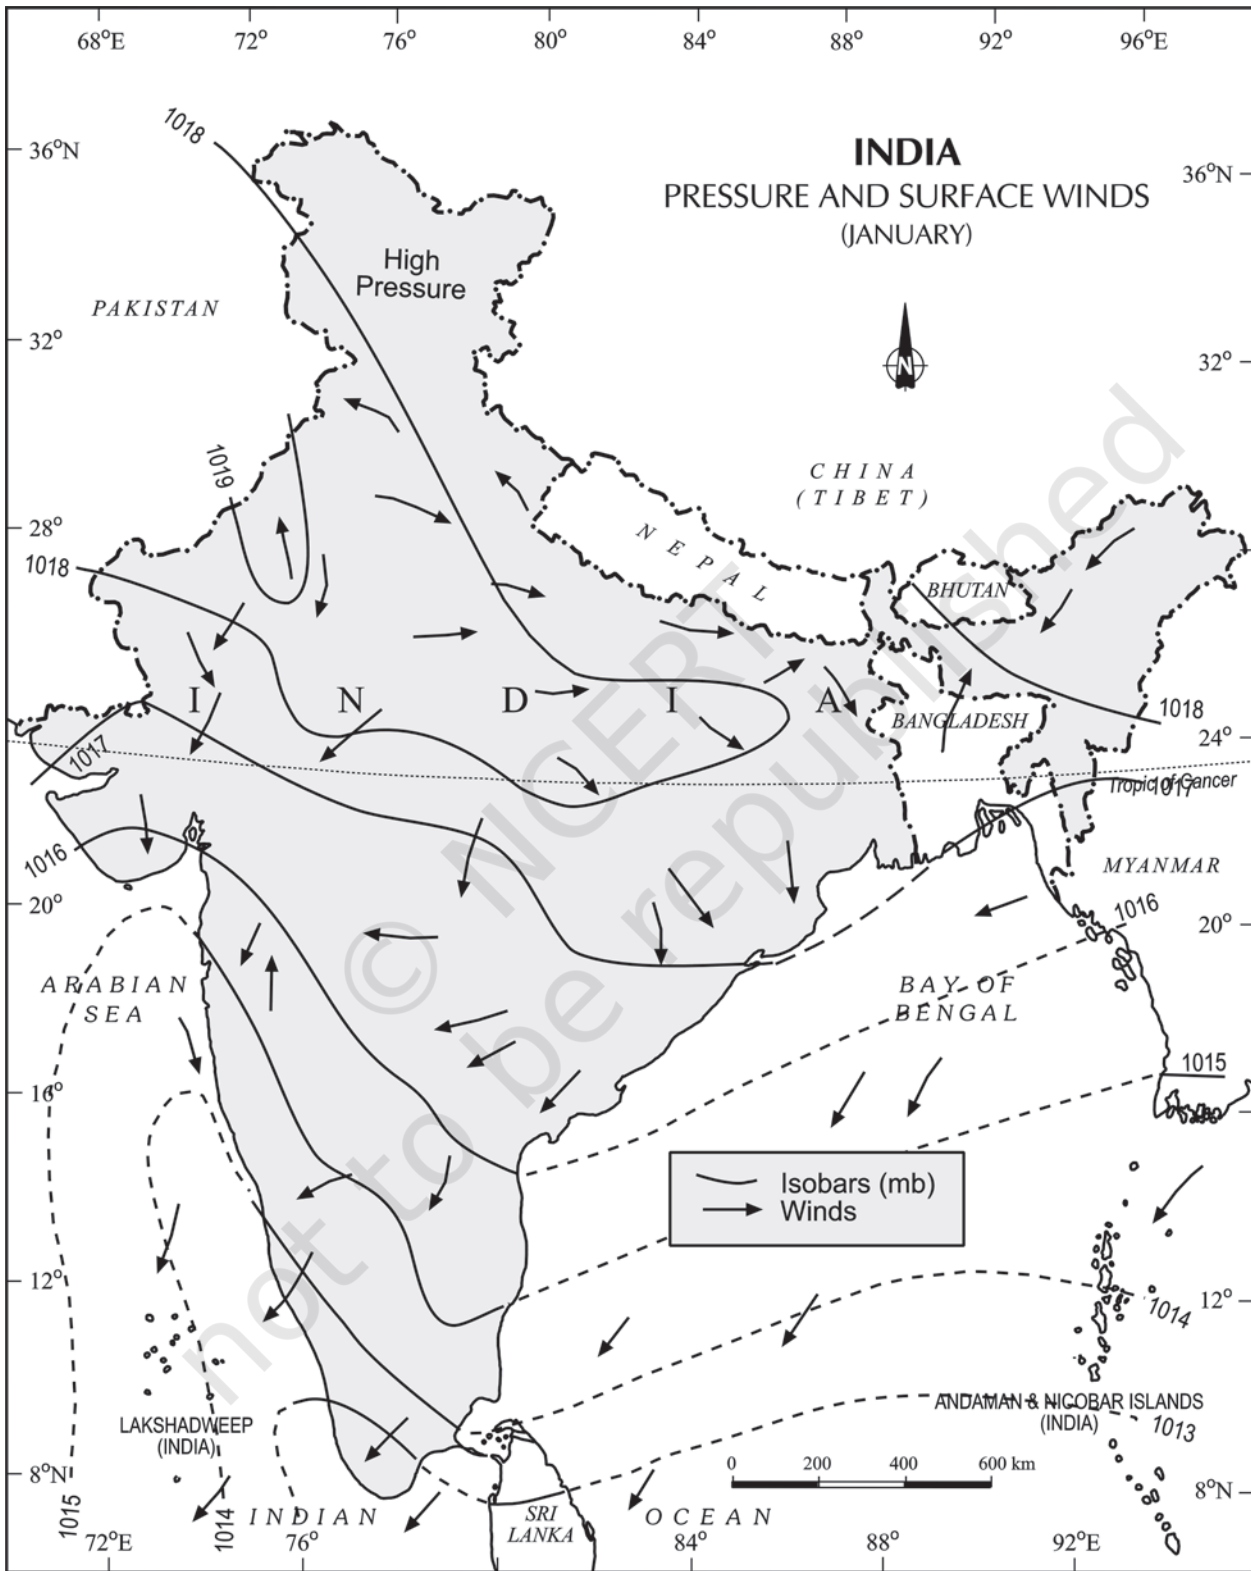 68°E 72° 76° 80° 84° 88° 92° 96°E
1018
36°N
INDIA
PRESSURE AND SURFACE WINDS
(JANUARY)
36°N
High
Pressure
PAKISTAN
32°
N
32°
1019
CHINA
(TIBET)
28°
NEPAL
1018
BHUTAN
I N D I A
BANGLADESH
1018
24°
1017
Tropic of Cancer
1017
1016
MYANMAR
20°
1016
20°
ARABIAN
SEA
BAY OF
BENGAL
1015
16°
Isobars (mb)
Winds
12°
12°
1014
ANDAMAN & NICOBAR ISLANDS
(INDIA)
1013
LAKSHADWEEP
(INDIA)
0 200 400 600 km
8°N
8°N
1015
1014
INDIAN
SRI
LANKA
OCEAN
72°E 76° 84° 88° 92°E
© NCERT
not to be republished